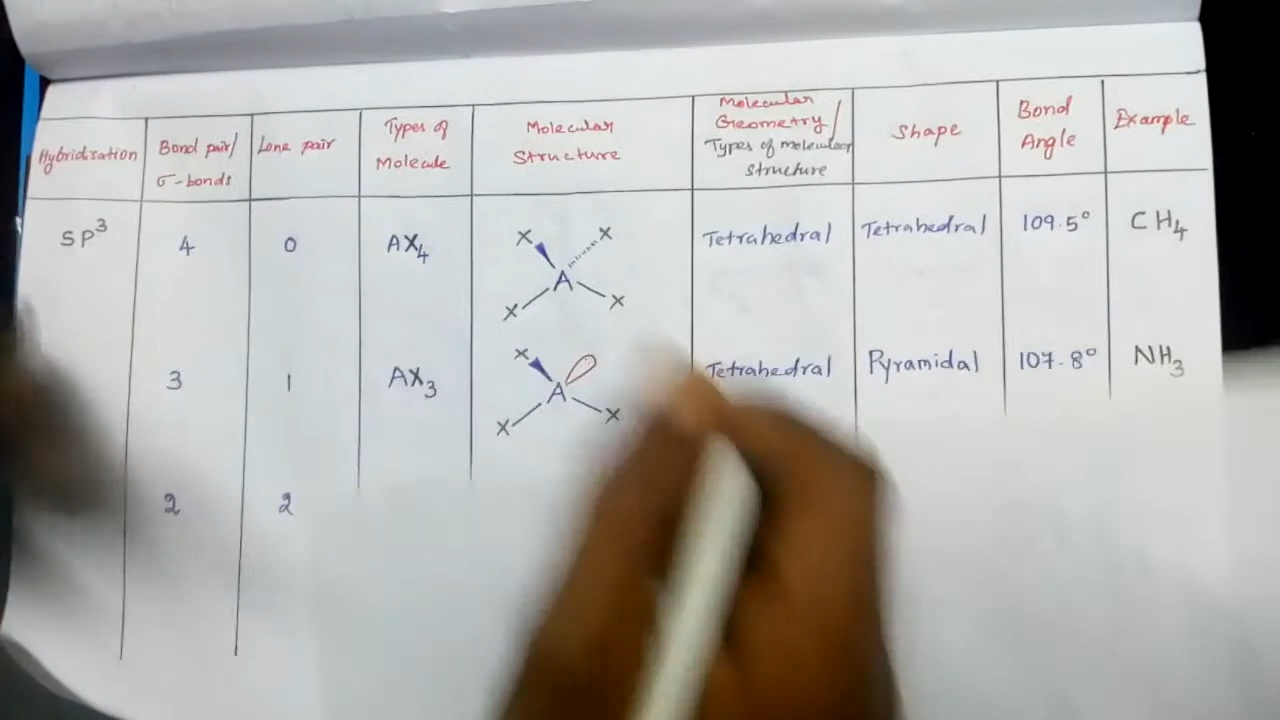 Hybridisation
Bond pair/
σ-bonds
Lone pair
Types of
Molecule
Molecular
Structure
Molecular
Geometry/
Types of molecular
structure
Shape
Bond
Angle
Example
SP³
4
0
AX₄
X X
A
X X
Tetrahedral
Tetrahedral
109.5°
CH₄
3
1
AX₃
X
A
X X
Tetrahedral
Pyramidal
107.8°
NH₃
2
2